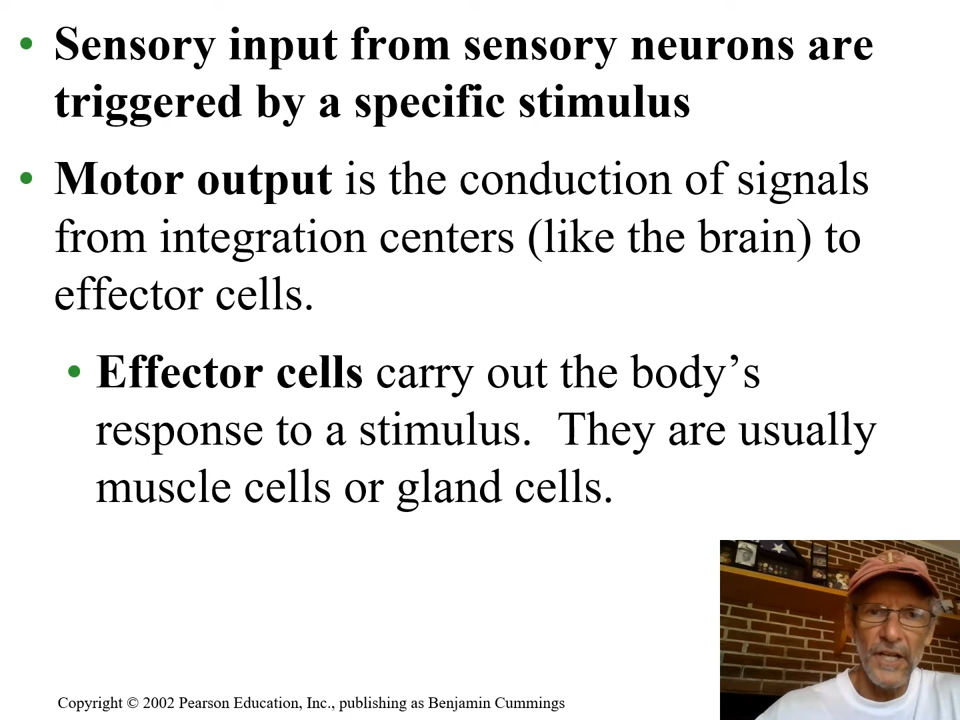 • Sensory input from sensory neurons are
triggered by a specific stimulus
• Motor output is the conduction of signals
from integration centers (like the brain) to
effector cells.
• Effector cells carry out the body’s
response to a stimulus.  They are usually
muscle cells or gland cells.
Copyright © 2002 Pearson Education, Inc., publishing as Benjamin Cummings